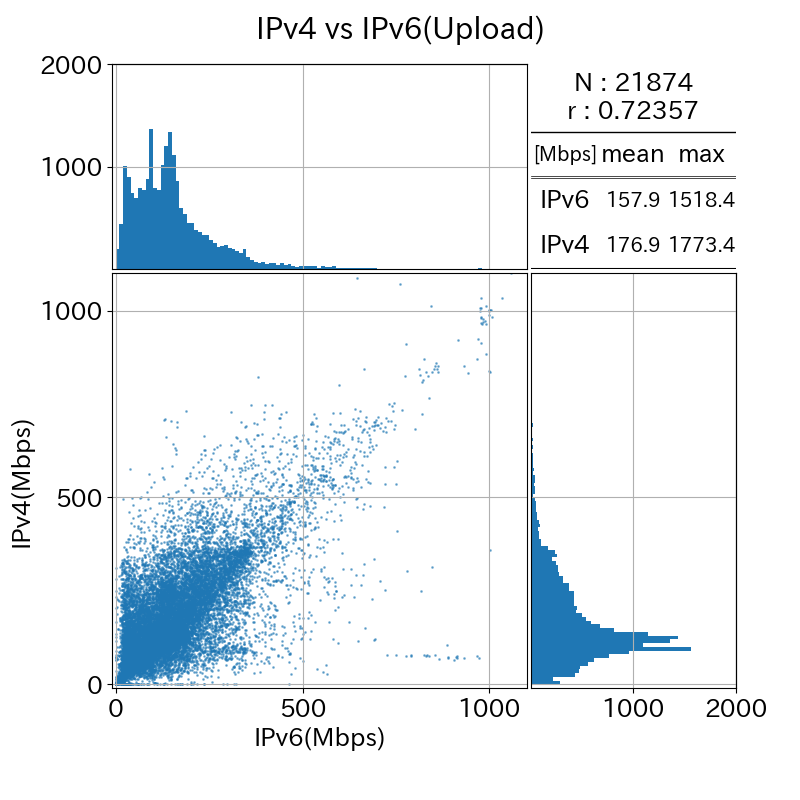 IPv4 vs IPv6(Upload)
2000
1000
N : 21874
r : 0.72357
[Mbps] mean max
IPv6 157.9 1518.4
IPv4 176.9 1773.4
1000
500
0
IPv4(Mbps)
0 500 1000
1000 2000
IPv6(Mbps)